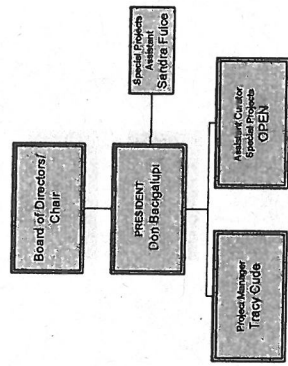 Board of Directors/
Chair
PRESIDENT
Don Bacigalupi
Special Projects
Assistant
Sandra Fulce
Project Manager
Tracy Cude
Assistant Curator
Special Projects
OPEN